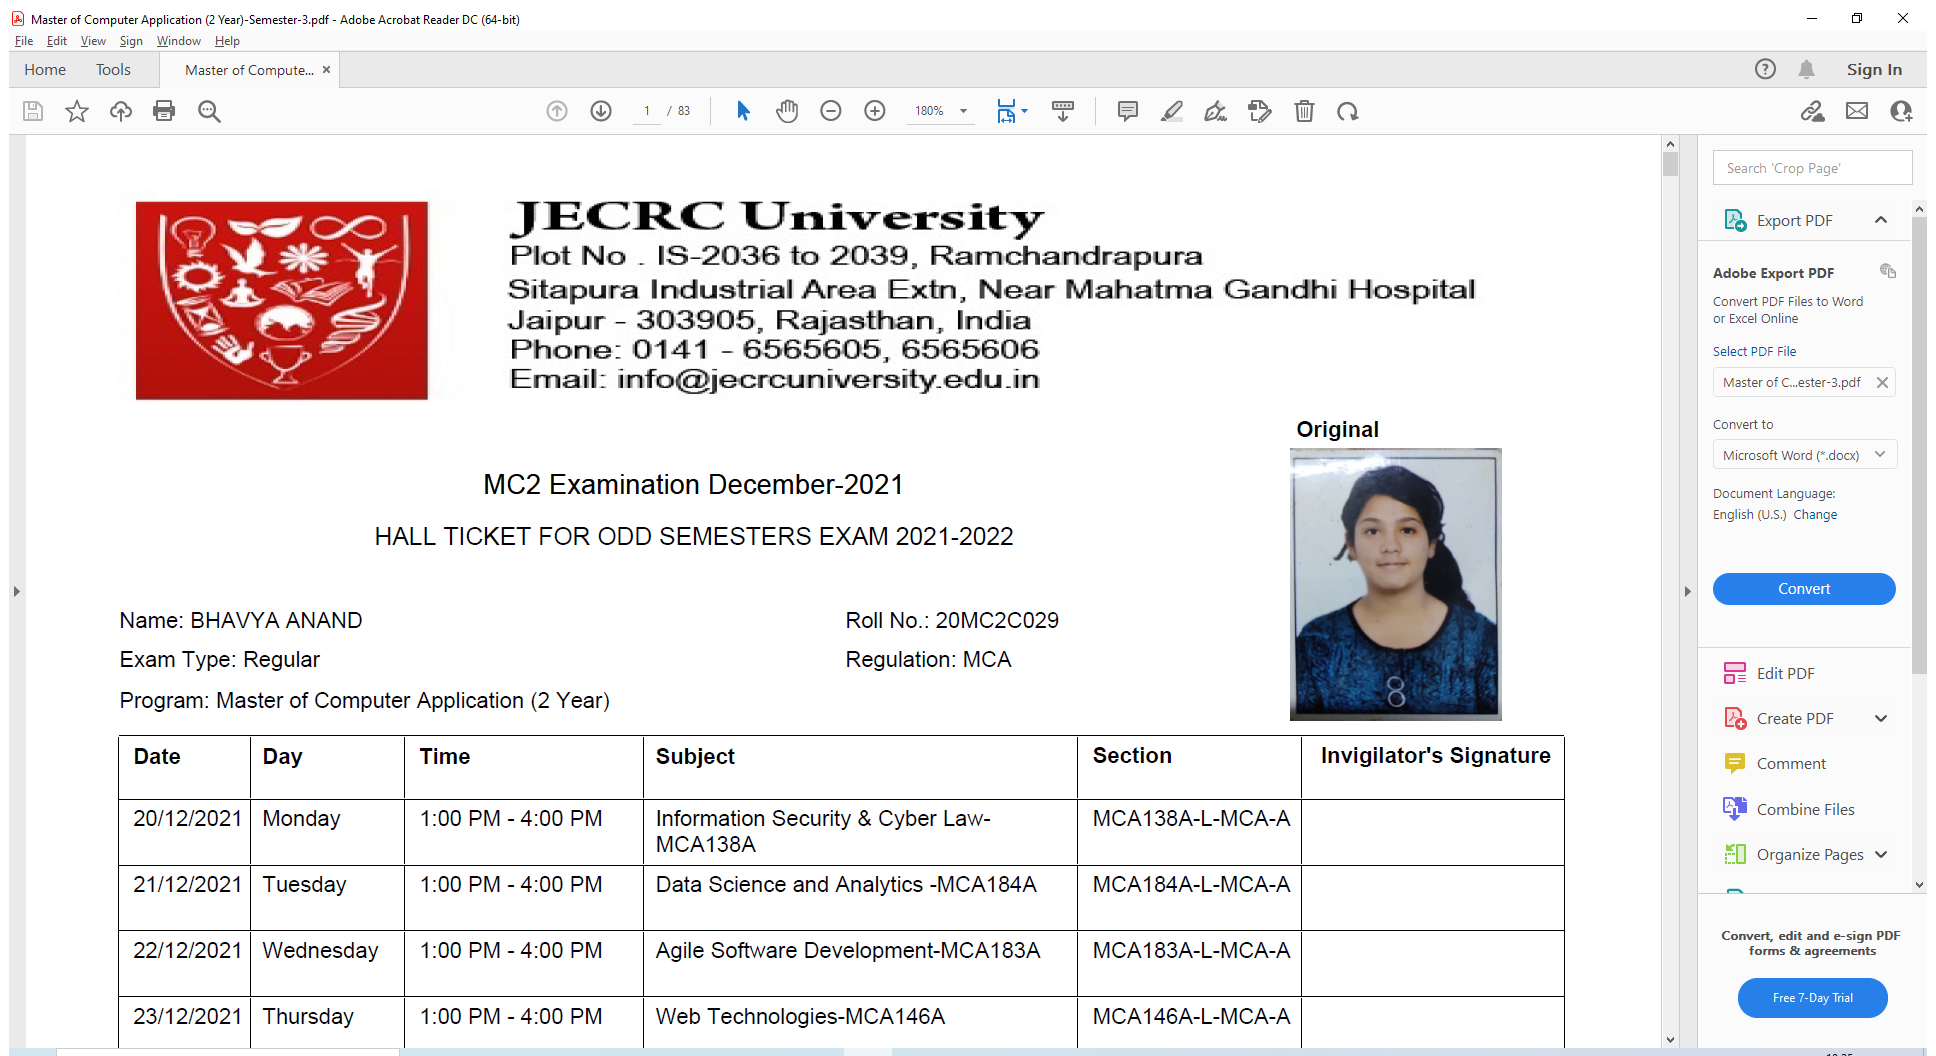 Master of Computer Application (2 Year)-Semester-3.pdf - Adobe Acrobat Reader DC (64-bit)
File Edit View Sign Window Help
Home Tools Master of Compute... × Sign In
1 / 83 180%
Search 'Crop Page'
Export PDF
Adobe Export PDF
Convert PDF Files to Word
or Excel Online
Select PDF File
Master of C...ester-3.pdf
Convert to
Microsoft Word (*.docx)
Document Language:
English (U.S.) Change
Convert
Edit PDF
Create PDF
Comment
Combine Files
Organize Pages
Convert, edit and e-sign PDF
forms & agreements
Free 7-Day Trial
JECRC University
Plot No . IS-2036 to 2039, Ramchandrapura
Sitapura Industrial Area Extn, Near Mahatma Gandhi Hospital
Jaipur - 303905, Rajasthan, India
Phone: 0141 - 6565605, 6565606
Email: info@jecrcuniversity.edu.in
Original
MC2 Examination December-2021
HALL TICKET FOR ODD SEMESTERS EXAM 2021-2022
8
Name: BHAVYA ANAND Roll No.: 20MC2C029
Exam Type: Regular Regulation: MCA
Program: Master of Computer Application (2 Year)
Date Day Time Subject Section Invigilator's Signature
20/12/2021 Monday 1:00 PM - 4:00 PM Information Security & Cyber Law- MCA138A-L-MCA-A
MCA138A
21/12/2021 Tuesday 1:00 PM - 4:00 PM Data Science and Analytics -MCA184A MCA184A-L-MCA-A
22/12/2021 Wednesday 1:00 PM - 4:00 PM Agile Software Development-MCA183A MCA183A-L-MCA-A
23/12/2021 Thursday 1:00 PM - 4:00 PM Web Technologies-MCA146A MCA146A-L-MCA-A